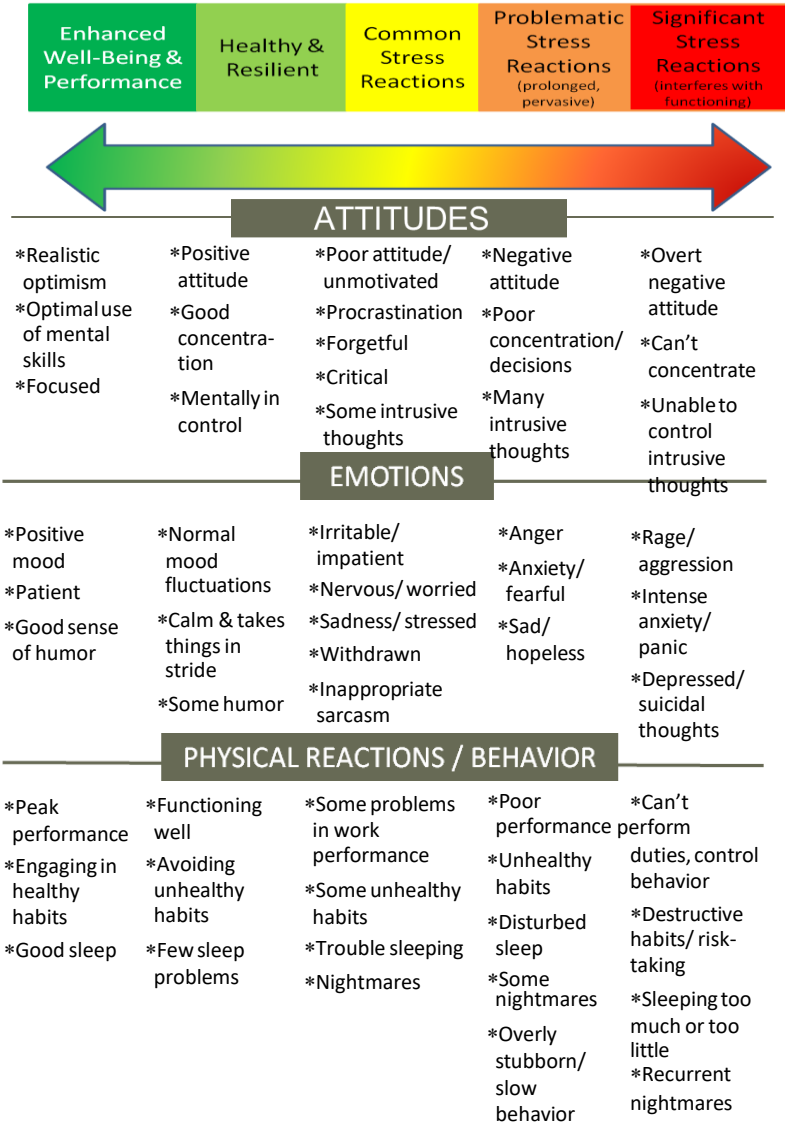 Enhanced
Well-Being &
Performance
Healthy &
Resilient
Common
Stress
Reactions
Problematic
Stress
Reactions
(prolonged,
pervasive)
Significant
Stress
Reactions
(interferes with
functioning)
ATTITUDES
*Realistic
optimism
*Optimal use
of mental
skills
*Focused
*Positive
attitude
*Good
concentra-
tion
*Mentally in
control
*Poor attitude/
unmotivated
*Procrastination
*Forgetful
*Critical
*Some intrusive
thoughts
*Negative
attitude
*Poor
concentration/
decisions
*Many
intrusive
thoughts
*Overt
negative
attitude
*Can't
concentrate
*Unable to
control
intrusive
thoughts
EMOTIONS
*Positive
mood
*Patient
*Good sense
of humor
*Normal
mood
fluctuations
*Calm & takes
things in
stride
*Some humor
*Irritable/
impatient
*Nervous/ worried
*Sadness/ stressed
*Withdrawn
*Inappropriate
sarcasm
*Anger
*Anxiety/
fearful
*Sad/
hopeless
*Rage/
aggression
*Intense
anxiety/
panic
*Depressed/
suicidal
thoughts
PHYSICAL REACTIONS / BEHAVIOR
*Peak
performance
*Engaging in
healthy
habits
*Good sleep
*Functioning
well
*Avoiding
unhealthy
habits
*Few sleep
problems
*Some problems
in work
performance
*Some unhealthy
habits
*Trouble sleeping
*Nightmares
*Poor
performance
*Unhealthy
habits
*Disturbed
sleep
*Some
nightmares
*Overly
stubborn/
slow
behavior
*Can't
perform
duties, control
behavior
*Destructive
habits/ risk-
taking
*Sleeping too
much or too
little
*Recurrent
nightmares